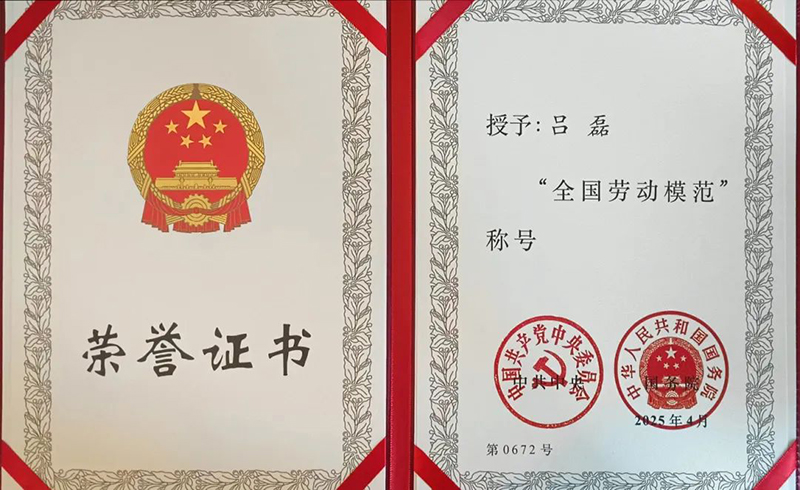 荣誉证书
授予：吕 磊
“全国劳动模范”
称号
中国共产党中央委员会
中共中央
中华人民共和国国务院
国务院
2025年4月
第0672号